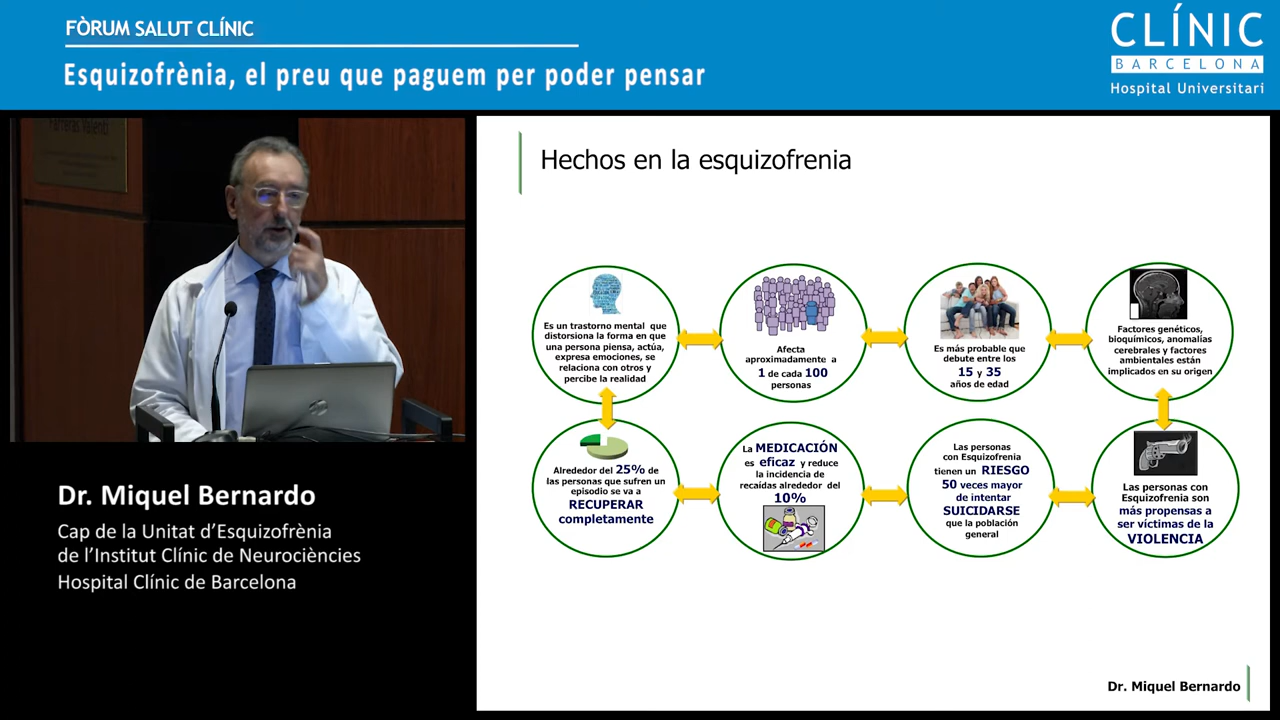 FÒRUM SALUT CLÍNIC
Esquizofrènia, el preu que paguem per poder pensar
CLÍNIC
BARCELONA
Hospital Universitari
Farreras Valentí
Dr. Miquel Bernardo
Cap de la Unitat d’Esquizofrènia
de l’Institut Clínic de Neurociències
Hospital Clínic de Barcelona
Hechos en la esquizofrenia
Es un trastorno mental que
distorsiona la forma en que
una persona piensa, actúa,
expresa emociones, se
relaciona con otros y
percibe la realidad
Afecta
aproximadamente a
1 de cada 100
personas
Es más probable que
debute entre los
15 y 35
años de edad
Factores genéticos,
bioquímicos, anomalías
cerebrales y factores
ambientales están
implicados en su origen
Alrededor del 25% de
las personas que sufren un
episodio se va a
RECUPERAR
completamente
La MEDICACIÓN
es eficaz y reduce
la incidencia de
recaídas alrededor del
10%
Las personas
con Esquizofrenia
tienen un RIESGO
50 veces mayor
de intentar
SUICIDARSE
que la población
general
Las personas con
Esquizofrenia son
más propensas a
ser víctimas de la
VIOLENCIA
Dr. Miquel Bernardo